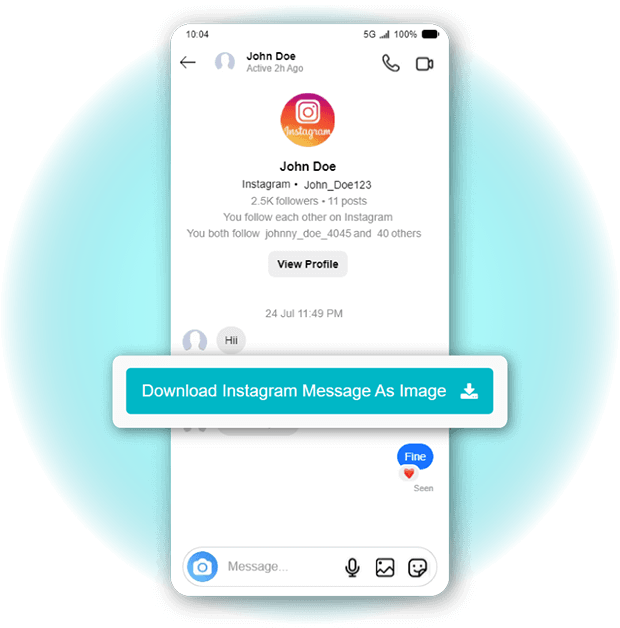 10:04 5G 100%
John Doe
Active 2h Ago
Instagram
John Doe
Instagram • John_Doe123
2.5K followers • 11 posts
You follow each other on Instagram
You both follow johnny_doe_4045 and 40 others
View Profile
24 Jul 11:49 PM
Hii
Download Instagram Message As Image
Fine
Seen
Message...